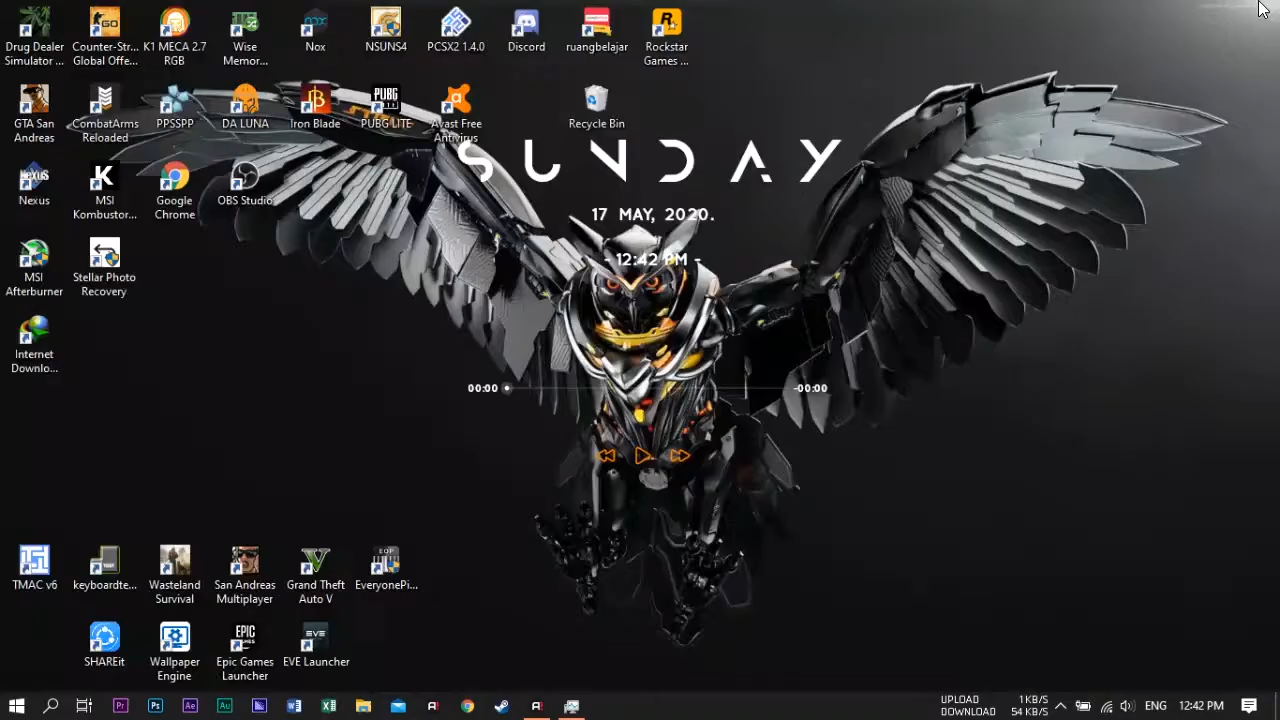 Drug Dealer
Simulator ...
Counter-Str...
Global Offe...
K1 MECA 2.7
RGB
Wise
Memor...
Nox
NSUNS4
PCSX2 1.4.0
Discord
ruangbelajar
Rockstar
Games ...
GTA San
Andreas
CombatArms
Reloaded
PPSSPP
DA LUNA
Iron Blade
PUBG LITE
Avast Free
Antivirus
Recycle Bin
SUNDAY
Nexus
MSI
Kombustor...
Google
Chrome
OBS Studio
17 MAY, 2020.
- 12:42 PM -
MSI
Afterburner
Stellar Photo
Recovery
Internet
Downlo...
00:00
-00:00
TMAC v6
keyboardte...
Wasteland
Survival
San Andreas
Multiplayer
Grand Theft
Auto V
EveryonePi...
SHAREit
Wallpaper
Engine
Epic Games
Launcher
EVE Launcher
UPLOAD 1KB/S
DOWNLOAD 54 KB/S
ENG
12:42 PM